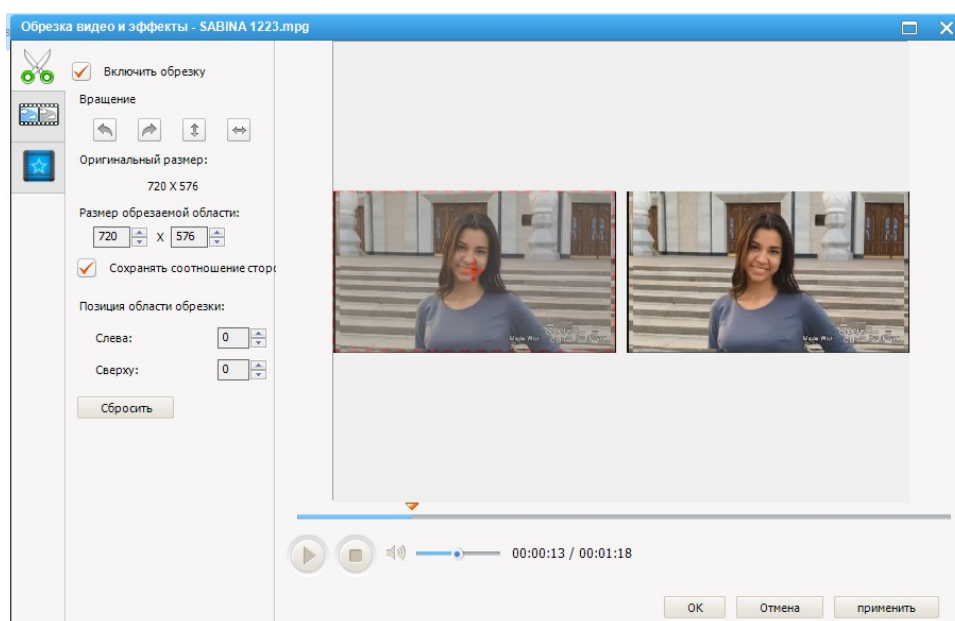 Обрезка видео и эффекты - SABINA 1223.mpg
Включить обрезку
Вращение
Оригинальный размер:
720 X 576
Размер обрезаемой области:
720 X 576
Сохранять соотношение сторо
Позиция области обрезки:
Слева: 0
Сверху: 0
Сбросить
00:00:13 / 00:01:18
OK Отмена применить